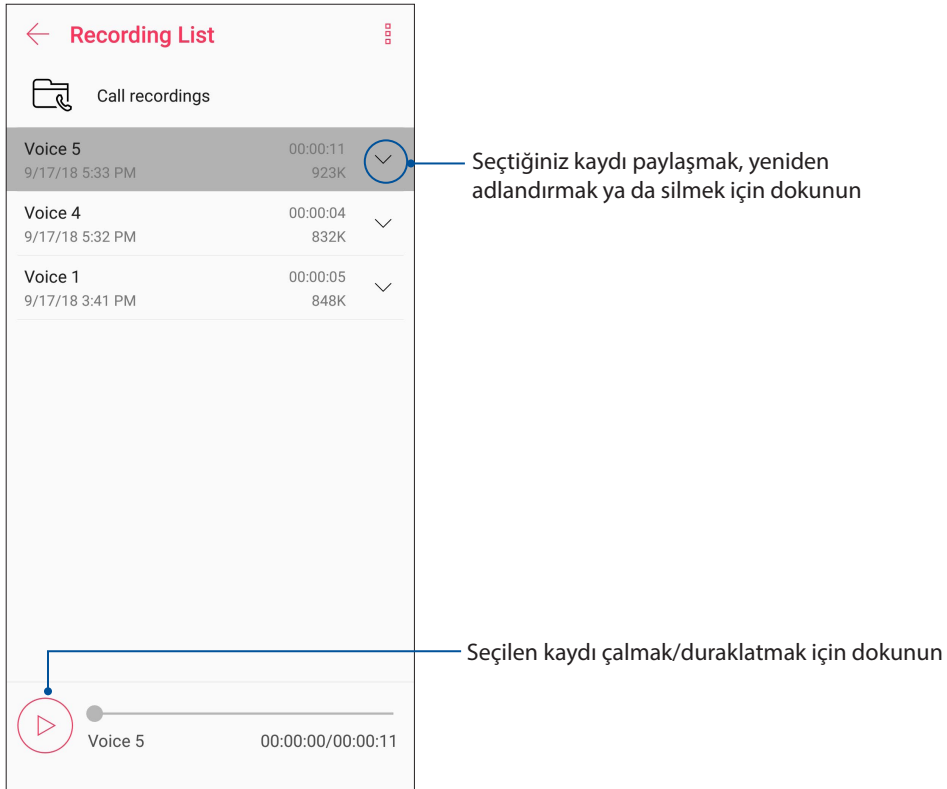 Recording List
Call recordings
Voice 5 00:00:11
9/17/18 5:33 PM 923K
Seçtiğiniz kaydı paylaşmak, yeniden
adlandırmak ya da silmek için dokunun
Voice 4 00:00:04
9/17/18 5:32 PM 832K
Voice 1 00:00:05
9/17/18 3:41 PM 848K
Seçilen kaydı çalmak/duraklatmak için dokunun
Voice 5 00:00:00/00:00:11